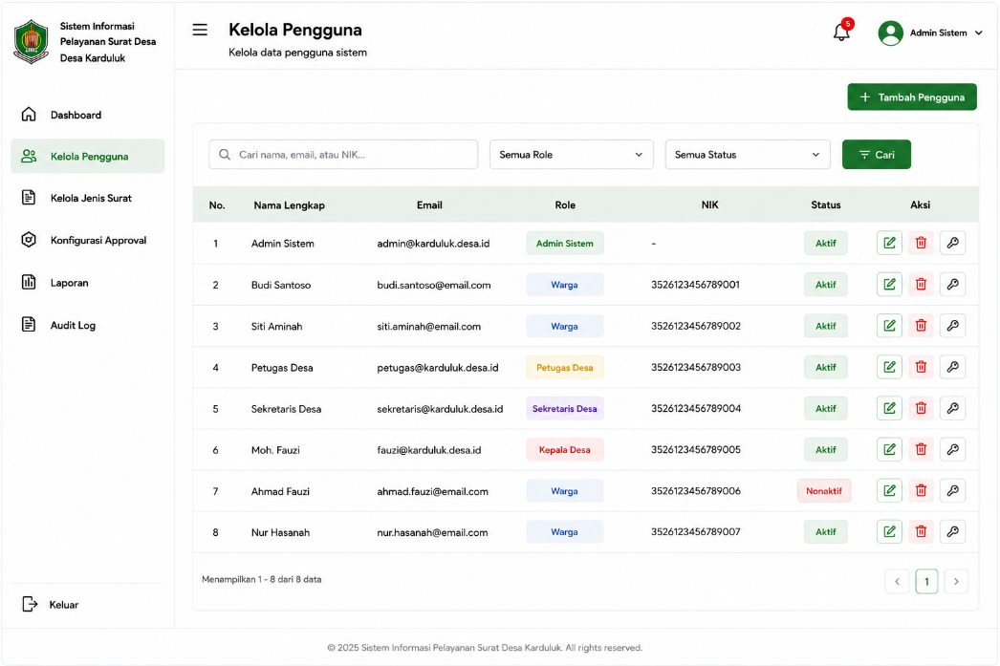 Sistem Informasi
Pelayanan Surat Desa
Desa Karduluk
Dashboard
Kelola Pengguna
Kelola Jenis Surat
Konfigurasi Approval
Laporan
Audit Log
Keluar
Kelola Pengguna
Kelola data pengguna sistem
5
Admin Sistem
+ Tambah Pengguna
Cari nama, email, atau NIK...
Semua Role
Semua Status
Cari
No. Nama Lengkap Email Role NIK Status Aksi
1 Admin Sistem admin@karduluk.desa.id Admin Sistem - Aktif
2 Budi Santoso budi.santoso@email.com Warga 3526123456789001 Aktif
3 Siti Aminah siti.aminah@email.com Warga 3526123456789002 Aktif
4 Petugas Desa petugas@karduluk.desa.id Petugas Desa 3526123456789003 Aktif
5 Sekretaris Desa sekretaris@karduluk.desa.id Sekretaris Desa 3526123456789004 Aktif
6 Moh. Fauzi fauzi@karduluk.desa.id Kepala Desa 3526123456789005 Aktif
7 Ahmad Fauzi ahmad.fauzi@email.com Warga 3526123456789006 Nonaktif
8 Nur Hasanah nur.hasanah@email.com Warga 3526123456789007 Aktif
Menampilkan 1 - 8 dari 8 data
< 1 >
© 2025 Sistem Informasi Pelayanan Surat Desa Karduluk. All rights reserved.